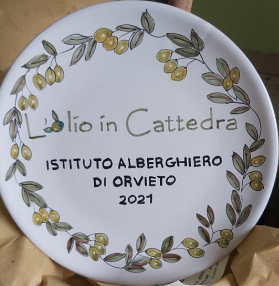 L'olio in Cattedra
ISTITUTO ALBERGHIERO
DI ORVIETO
2021